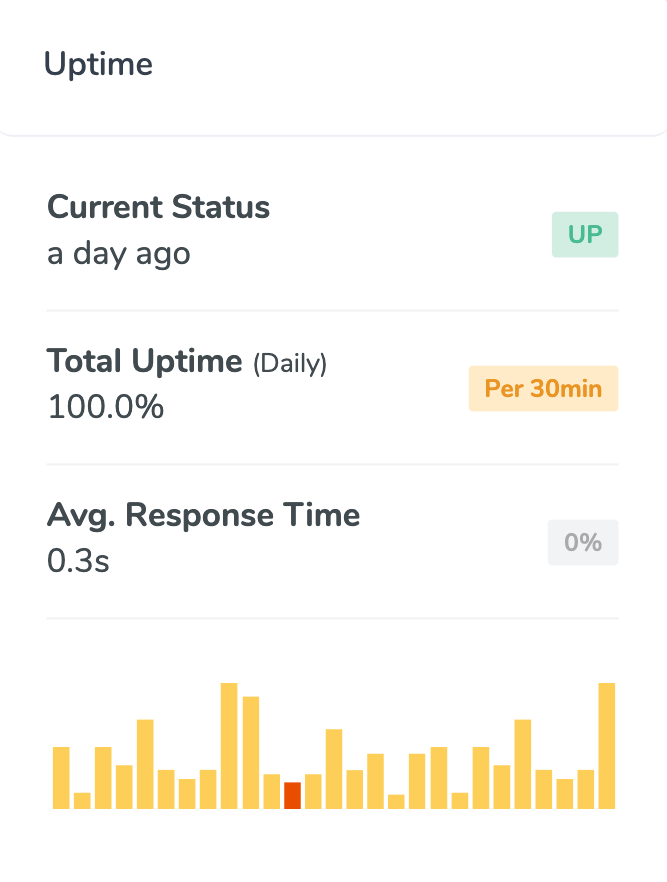 Uptime
Current Status
a day ago
UP
Total Uptime (Daily)
100.0%
Per 30min
Avg. Response Time
0.3s
0%